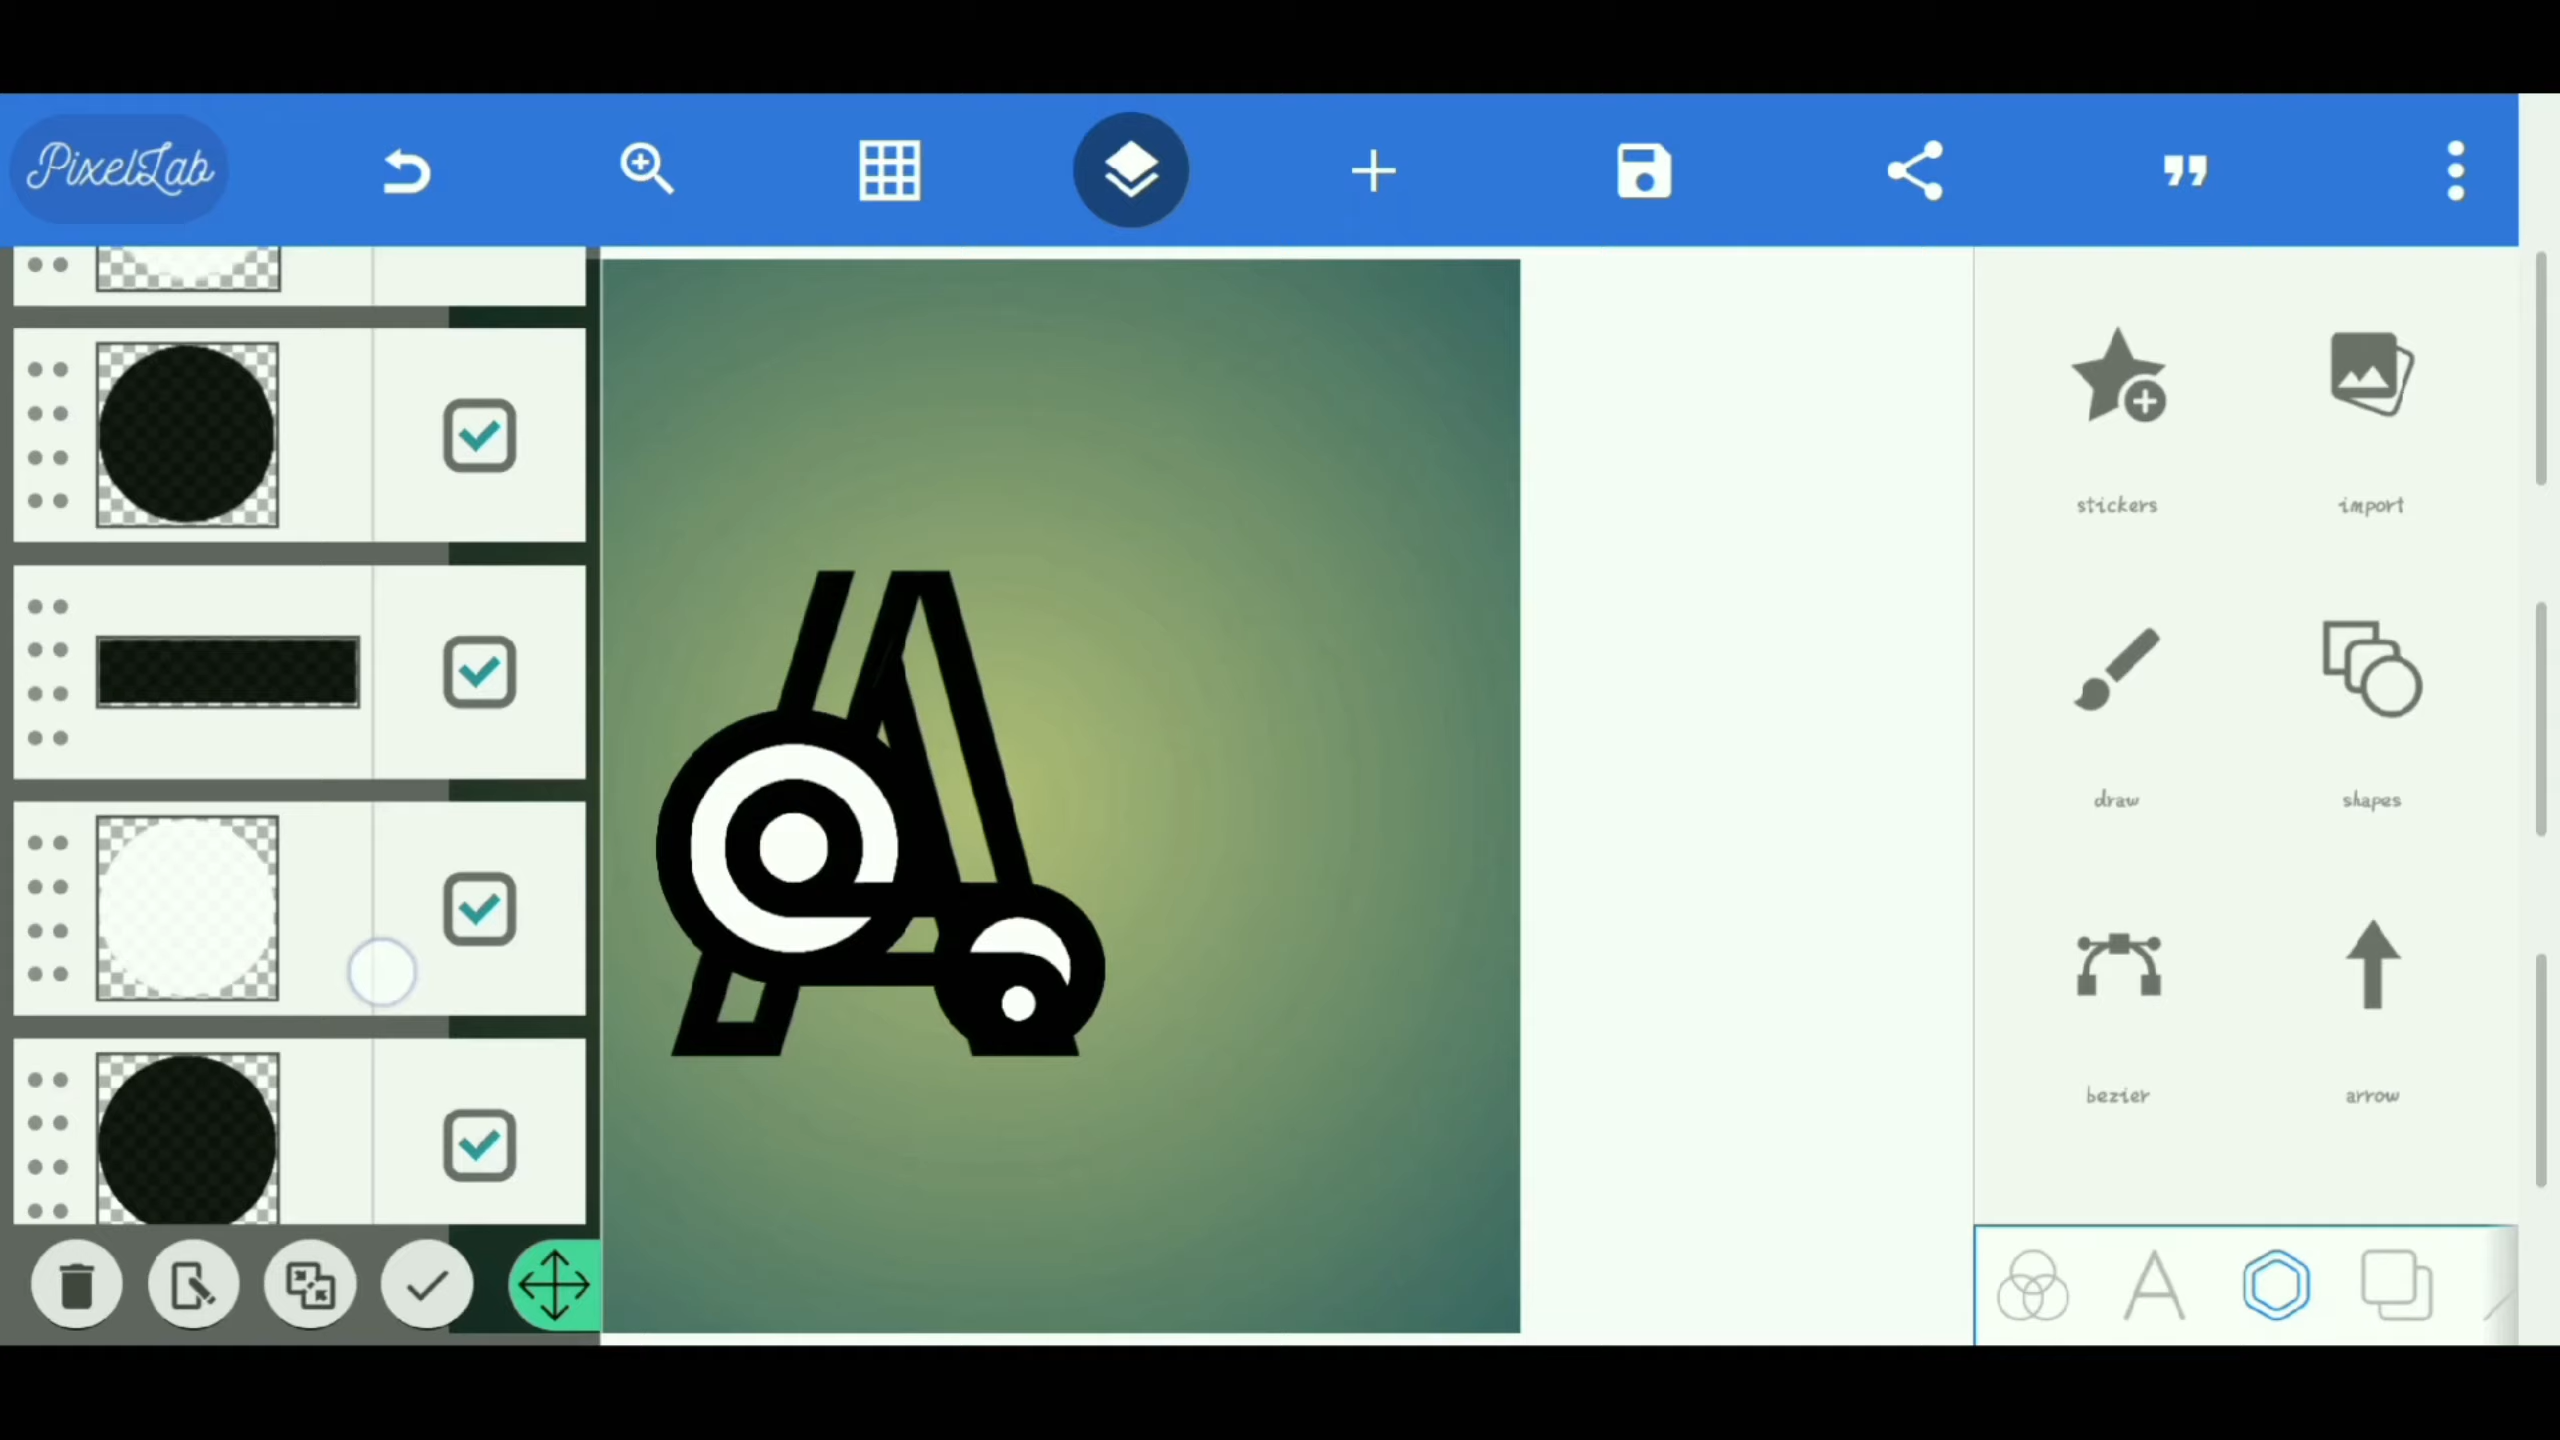 PixelLab
stickers
import
draw
shapes
bezier
arrow